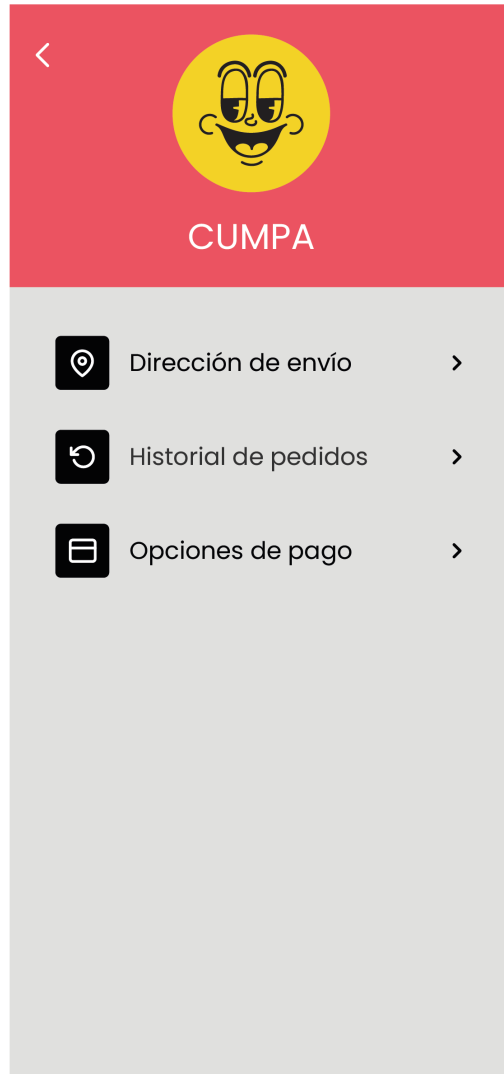 CUMPA
Dirección de envío
Historial de pedidos
Opciones de pago